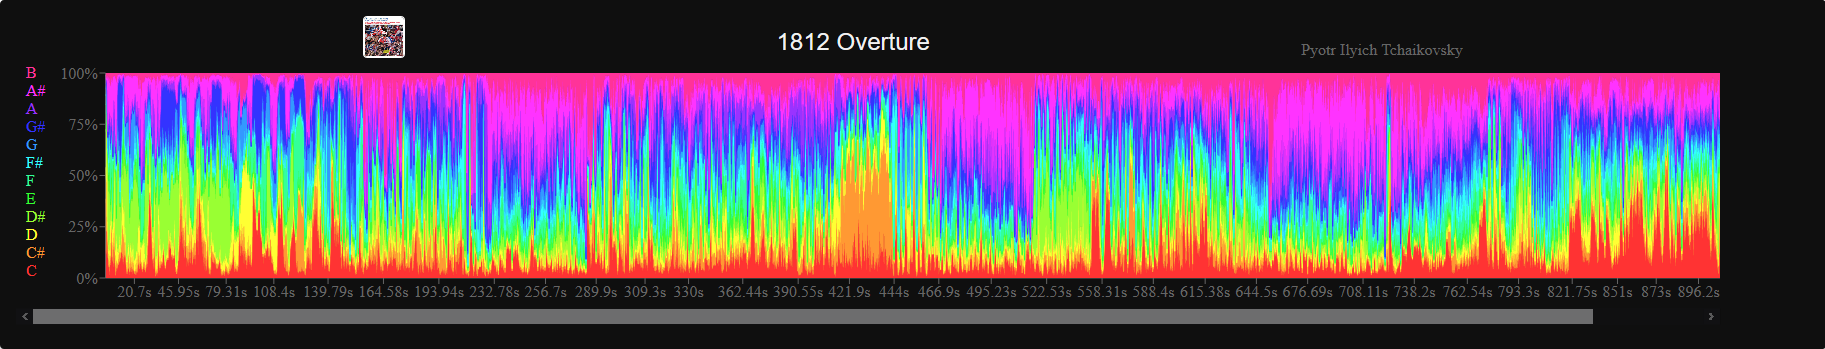 1812 Overture
Pyotr Ilyich Tchaikovsky
B
A#
A
G#
G
F#
F
E
D#
D
C#
C
100%
75%
50%
25%
0%
20.7s 45.95s 79.31s 108.4s 139.79s 164.58s 193.94s 232.78s 256.7s 289.9s 309.3s 330s 362.44s 390.55s 421.9s 444s 466.9s 495.23s 522.53s 558.31s 588.4s 615.38s 644.5s 676.69s 708.11s 738.2s 762.54s 793.3s 821.75s 851s 873s 896.2s